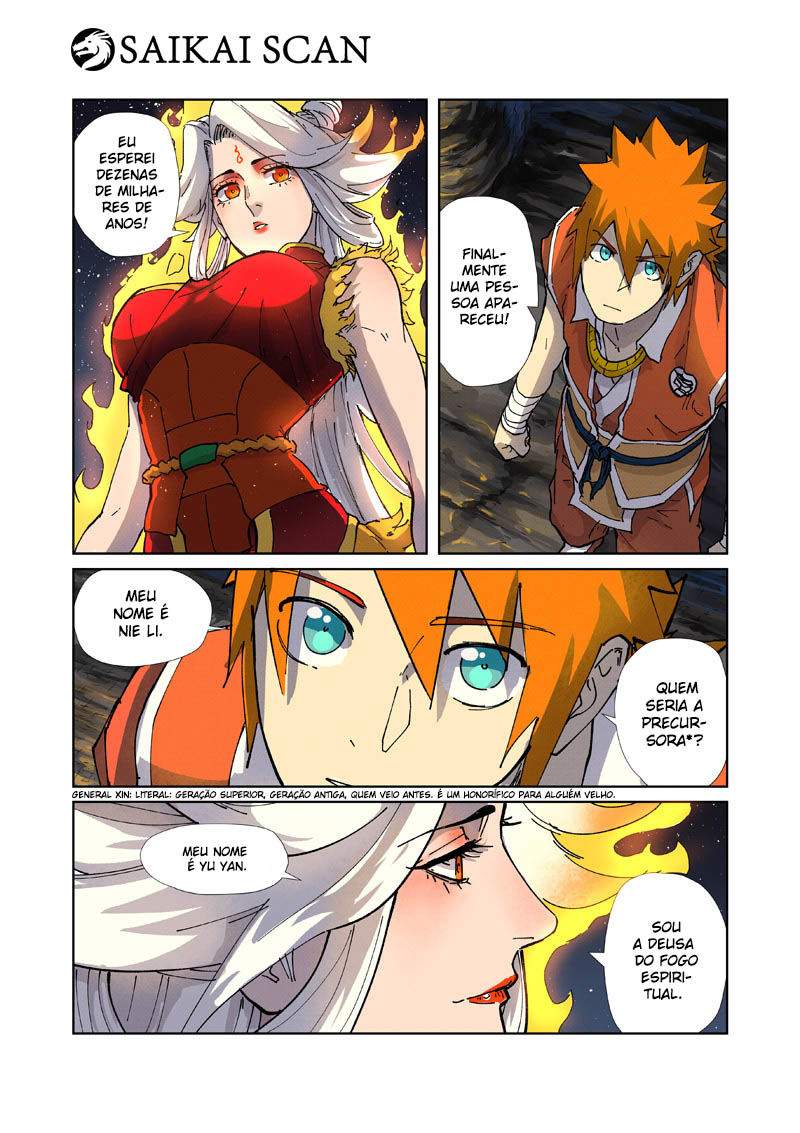 SAIKAI SCAN
EU
ESPEREI
DEZENAS
DE MILHA-
RES DE
ANOS!
FINAL-
MENTE
UMA PES-
SOA APA-
RECEU!
MEU
NOME É
NIE LI.
QUEM
SERIA A
PRECUR-
SORA*?
GENERAL XIN: LITERAL: GERAÇÃO SUPERIOR, GERAÇÃO ANTIGA, QUEM VEIO ANTES. É UM HONORÍFICO PARA ALGUÉM VELHO.
MEU NOME
É YU YAN.
SOU
A DEUSA
DO FOGO
ESPIRI-
TUAL.